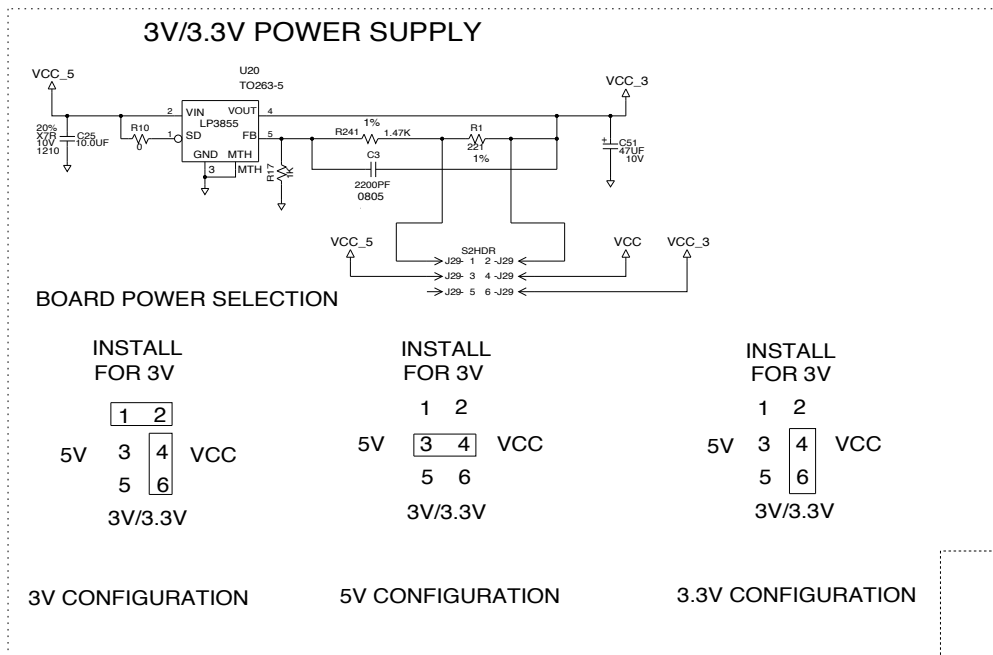 3V/3.3V POWER SUPPLY
U20
TO263-5
VCC_5
VCC_3
2 VIN VOUT 4
LP3855
1 SD FB 5
GND MTH
3 MTH
20%
X7R
10V
1210
C25
10.0UF
R10
0
R17
1K
1%
R241 1.47K
C3
2200PF
0805
R1
221
1%
C51
47UF
10V
+
VCC_5
S2HDR
VCC
VCC_3
J29- 1 2 -J29
J29- 3 4 -J29
J29- 5 6 -J29
BOARD POWER SELECTION
INSTALL
FOR 3V
1 2
5V 3 4 VCC
5 6
3V/3.3V
3V CONFIGURATION
INSTALL
FOR 3V
1 2
5V 3 4 VCC
5 6
3V/3.3V
5V CONFIGURATION
INSTALL
FOR 3V
1 2
5V 3 4 VCC
5 6
3V/3.3V
3.3V CONFIGURATION